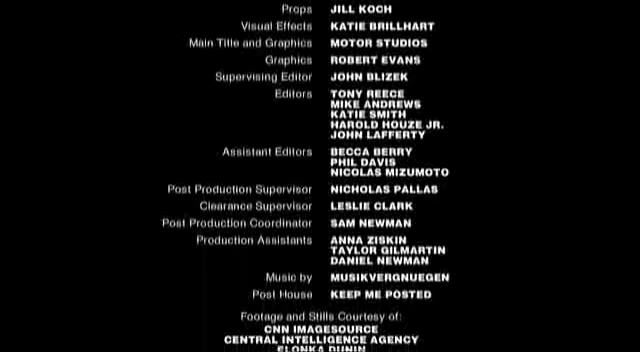 Props JILL KOCH
Visual Effects KATIE BRILLHART
Main Title and Graphics MOTOR STUDIOS
Graphics ROBERT EVANS
Supervising Editor JOHN BLIZEK
Editors TONY REECE
MIKE ANDREWS
KATIE SMITH
HAROLD HOUZE JR.
JOHN LAFFERTY
Assistant Editors BECCA BERRY
PHIL DAVIS
NICOLAS MIZUMOTO
Post Production Supervisor NICHOLAS PALLAS
Clearance Supervisor LESLIE CLARK
Post Production Coordinator SAM NEWMAN
Production Assistants ANNA ZISKIN
TAYLOR GILMARTIN
DANIEL NEWMAN
Music by MUSIKVERGNUEGEN
Post House KEEP ME POSTED
Footage and Stills Courtesy of:
CNN IMAGESOURCE
CENTRAL INTELLIGENCE AGENCY
ELONKA DUNIN